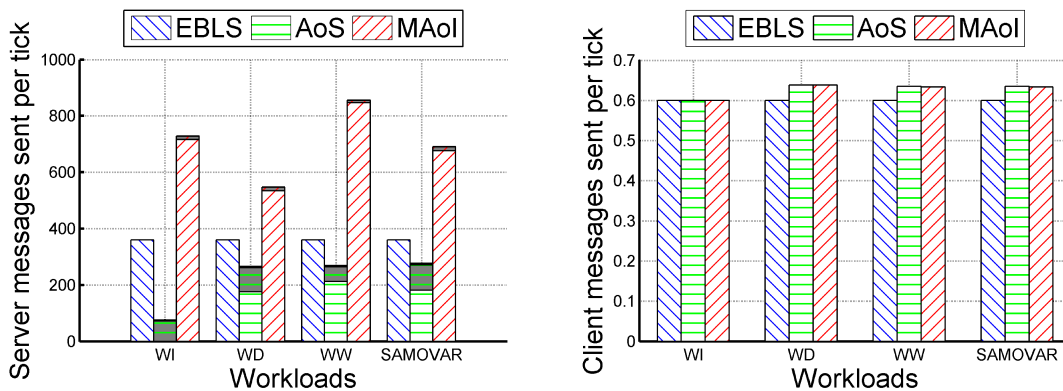 EBLS AoS MAoI
Server messages sent per tick
1000
800
600
400
200
0
WI WD WW SAMOVAR
Workloads
EBLS AoS MAoI
Client messages sent per tick
0.7
0.6
0.5
0.4
0.3
0.2
0.1
0
WI WD WW SAMOVAR
Workloads